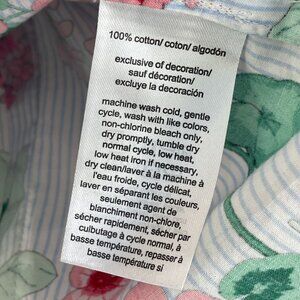 100% cotton/ coton/ algodón
exclusive of decoration/
sauf décoration/
excluye la decoración
machine wash cold, gentle
cycle, wash with like colors,
non-chlorine bleach only,
dry promptly, tumble dry
normal cycle, low heat,
low heat iron if necessary,
dry clean/laver à la machine à
l'eau froide, cycle délicat,
laver en séparant les couleurs,
seulement agent de
blanchiment non-chlore,
sécher rapidement, sécher par
culbutage à cycle normal, à
basse température, repasser à
basse température si